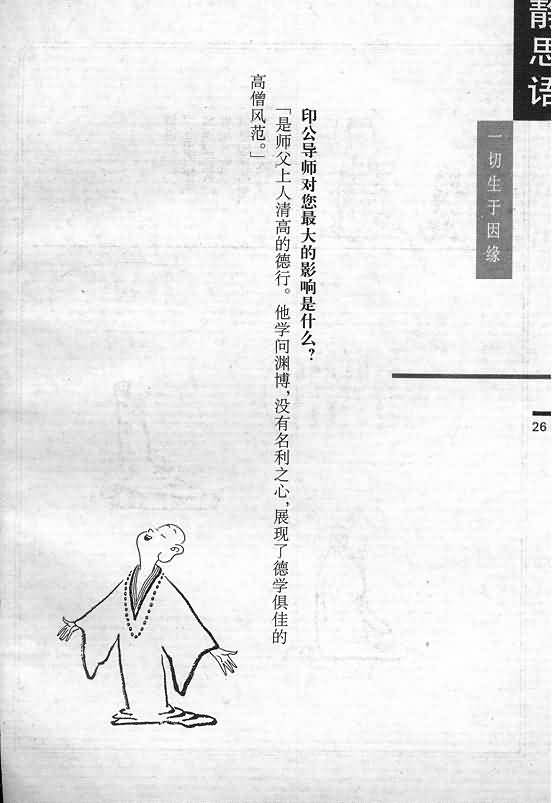 静思语
一切生于因缘
26
印公导师对您最大的影响是什么？
「是师父上人清高的德行。他学问渊博，没有名利之心，展现了德学俱佳的
高僧风范。」